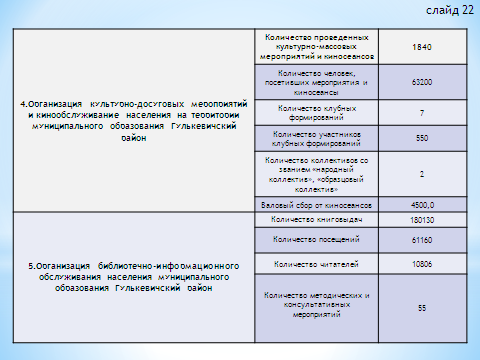 слайд 22
Количество проведенных
культурно-массовых
мероприятий и киносеансов
1840
4.Организация культурно-досуговых мероприятий
и кинообслуживание населения на территории
муниципального образования Гулькевичский
район
Количество человек,
посетивших мероприятия и
киносеансы
63200
Количество клубных
формирований
7
Количество участников
клубных формирований
550
Количество коллективов со
званием «народный
коллектив», «образцовый
коллектив»
2
Валовый сбор от киносеансов
4500,0
5.Организация библиотечно-информационного
обслуживания населения муниципального
образования Гулькевичский район
Количество книговыдач
180130
Количество посещений
61160
Количество читателей
10806
Количество методических и
консультативных
мероприятий
55